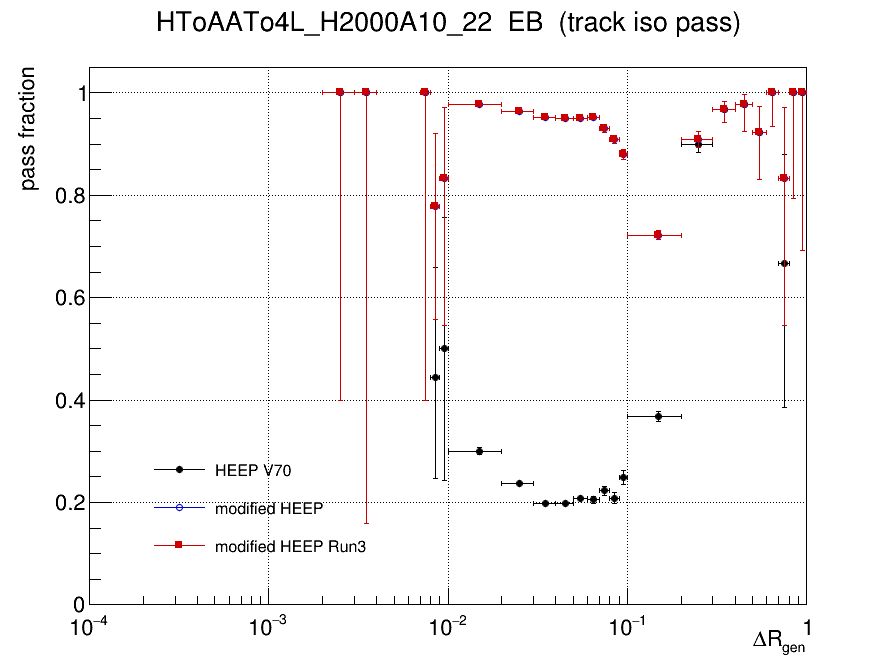 HToAATo4L_H2000A10_22 EB (track iso pass)
pass fraction
1
0.8
0.6
0.4
0.2
0
HEEP V70
modified HEEP
modified HEEP Run3
10⁻⁴ 10⁻³ 10⁻² 10⁻¹ 1
ΔR_gen